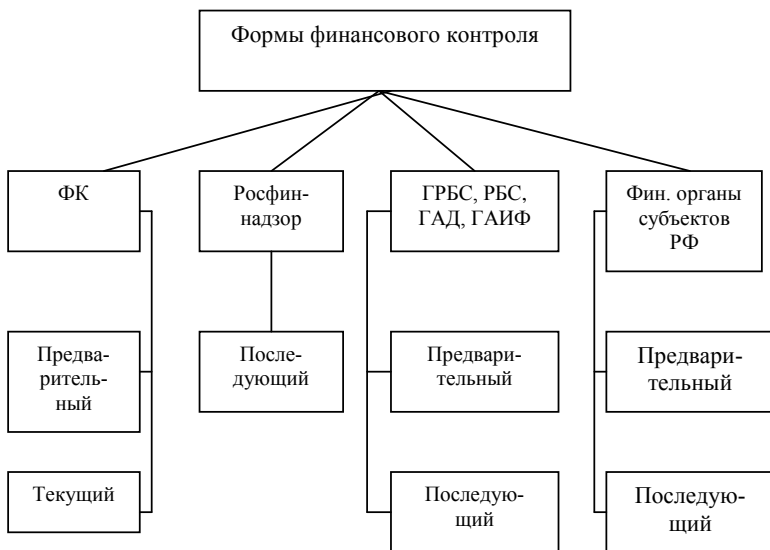 Формы финансового контроля
ФК
Росфин-
надзор
ГРБС, РБС,
ГАД, ГАИФ
Фин. органы
субъектов
РФ
Предва-
ритель-
ный
После-
дующий
Предвари-
тельный
Предвари-
тельный
Текущий
Последую-
щий
Последую-
щий